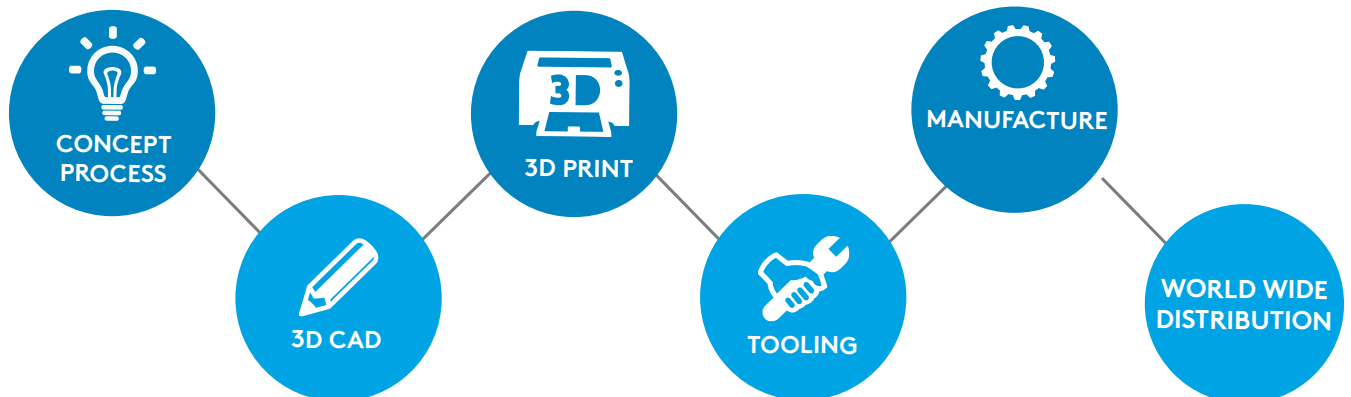 CONCEPT
PROCESS
3D CAD
3D
3D PRINT
TOOLING
MANUFACTURE
WORLD WIDE
DISTRIBUTION